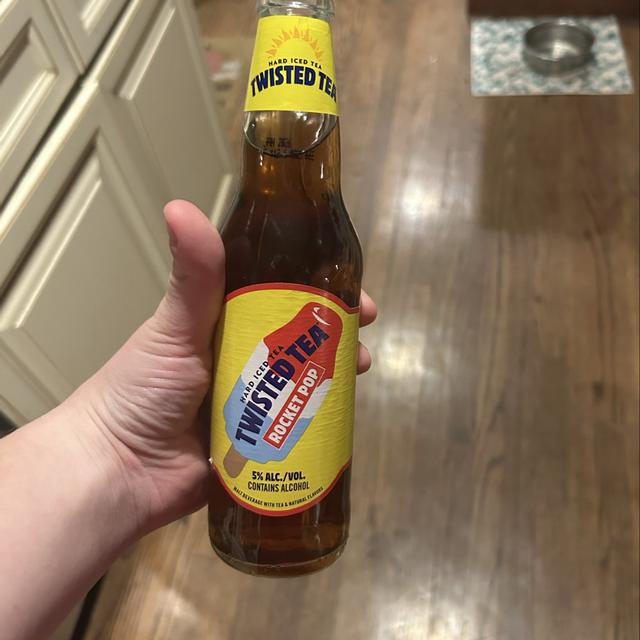 HARD ICED TEA
TWISTED TEA
HARD ICED TEA
TWISTED TEA
ROCKET POP
5% ALC./VOL.
CONTAINS ALCOHOL
MALT BEVERAGE WITH TEA & NATURAL FLAVORS